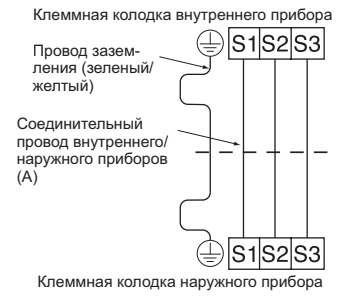 Клеммная колодка внутреннего прибора
S1 S2 S3
Провод зазем-
ления (зеленый/
желтый)
Соединительный
провод внутреннего/
наружного приборов
(A)
S1 S2 S3
Клеммная колодка наружного прибора